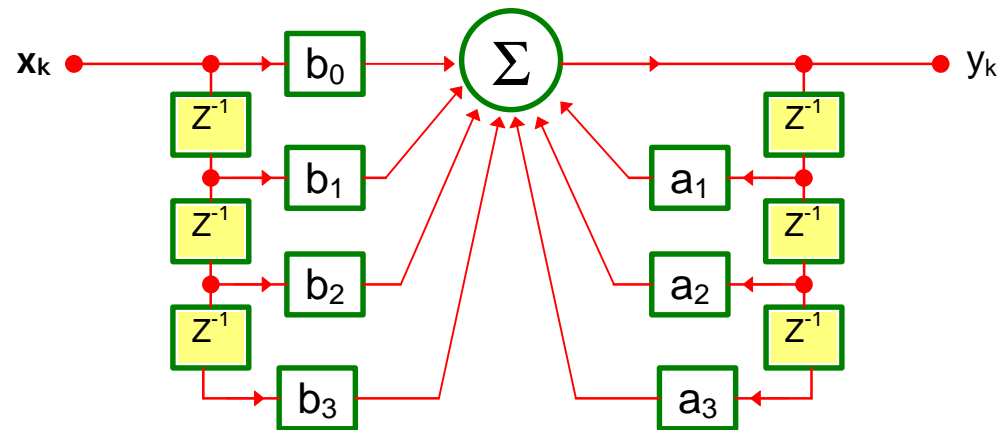 xₖ b₀ Σ yₖ
Z⁻¹ Z⁻¹
b₁ a₁
Z⁻¹ Z⁻¹
b₂ a₂
Z⁻¹ Z⁻¹
b₃ a₃